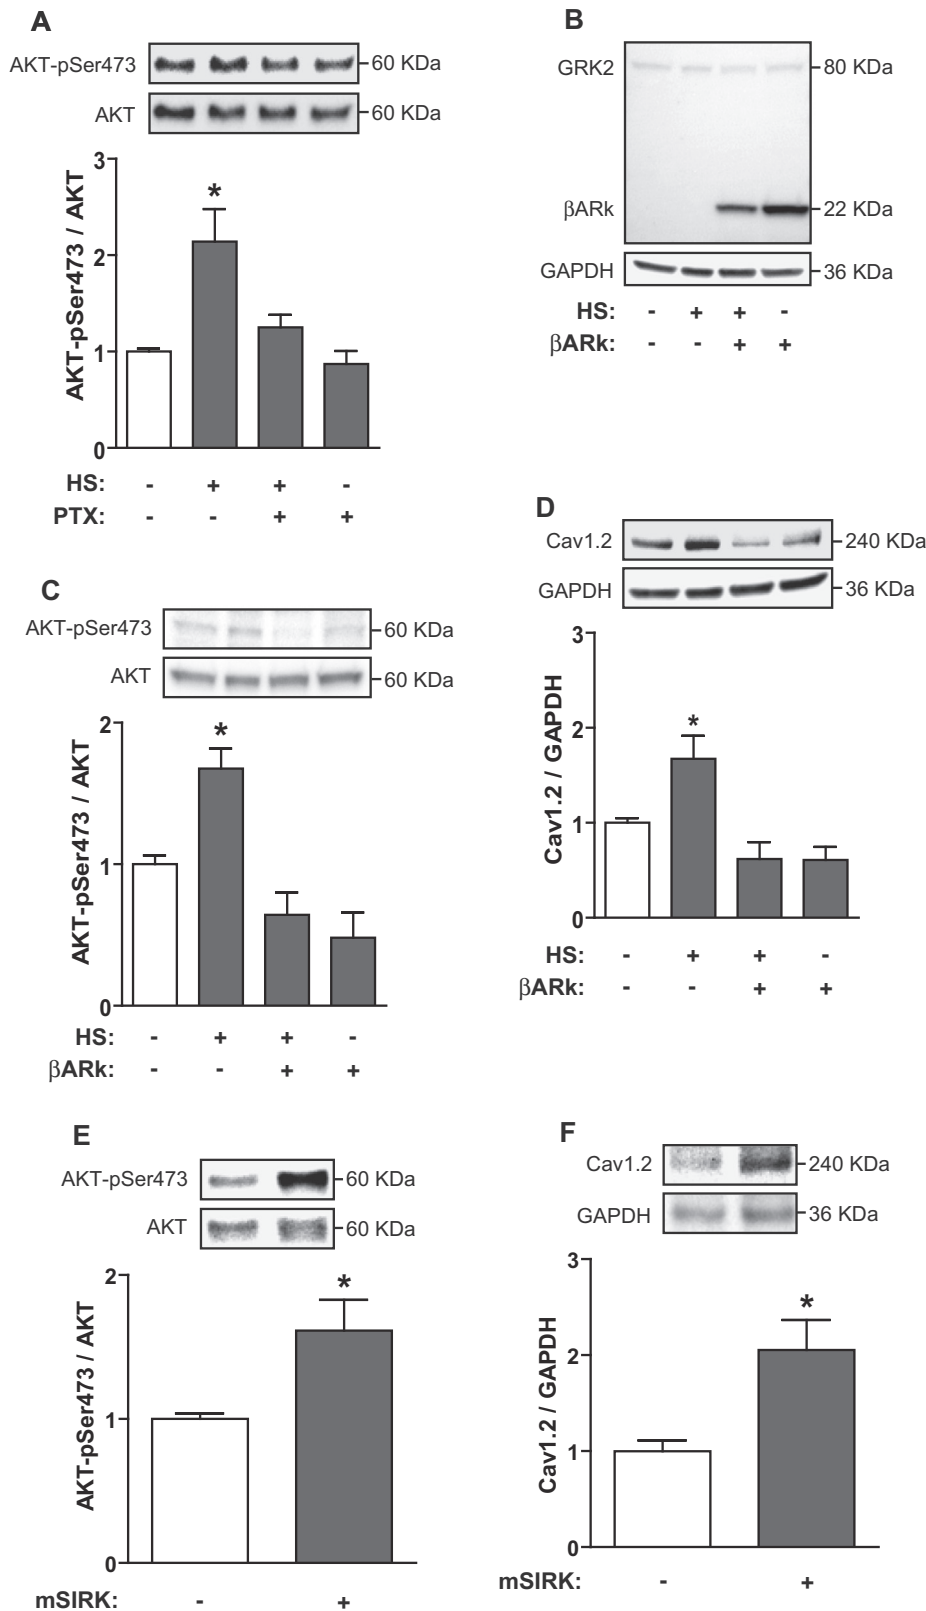 A
AKT-pSer473
60 KDa
AKT
60 KDa
AKT-pSer473 / AKT
3
2
1
0
HS: - + + -
PTX: - - + +
B
GRK2
80 KDa
βARk
22 KDa
GAPDH
36 KDa
HS: - + + -
βARk: - - + +
C
AKT-pSer473
60 KDa
AKT
60 KDa
AKT-pSer473 / AKT
2
1
0
*
*
HS: - + + -
βARk: - - + +
D
Cav1.2
240 KDa
GAPDH
36 KDa
Cav1.2 / GAPDH
3
2
1
0
*
HS: - + + -
βARk: - - + +
E
AKT-pSer473
60 KDa
AKT
60 KDa
AKT-pSer473 / AKT
2
1
0
*
mSIRK: - +
F
Cav1.2
240 KDa
GAPDH
36 KDa
Cav1.2 / GAPDH
3
2
1
0
*
mSIRK: - +